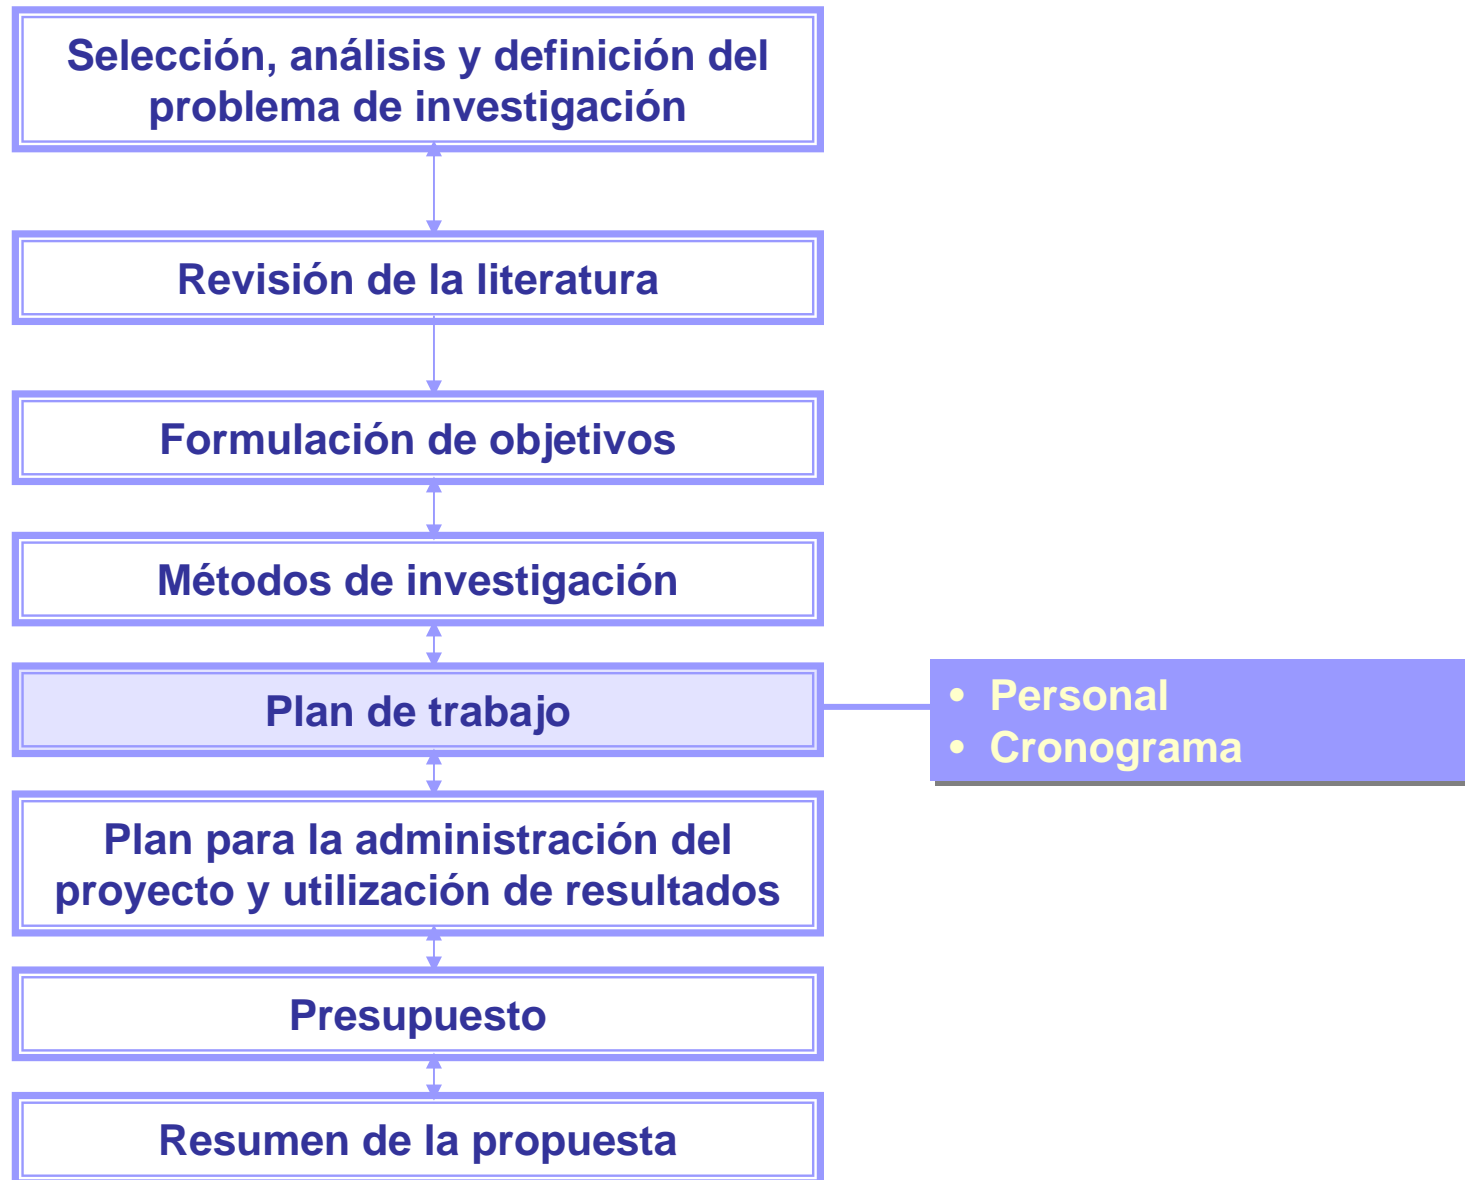 Selección, análisis y definición del
problema de investigación
Revisión de la literatura
Formulación de objetivos
Métodos de investigación
Plan de trabajo
• Personal
• Cronograma
Plan para la administración del
proyecto y utilización de resultados
Presupuesto
Resumen de la propuesta